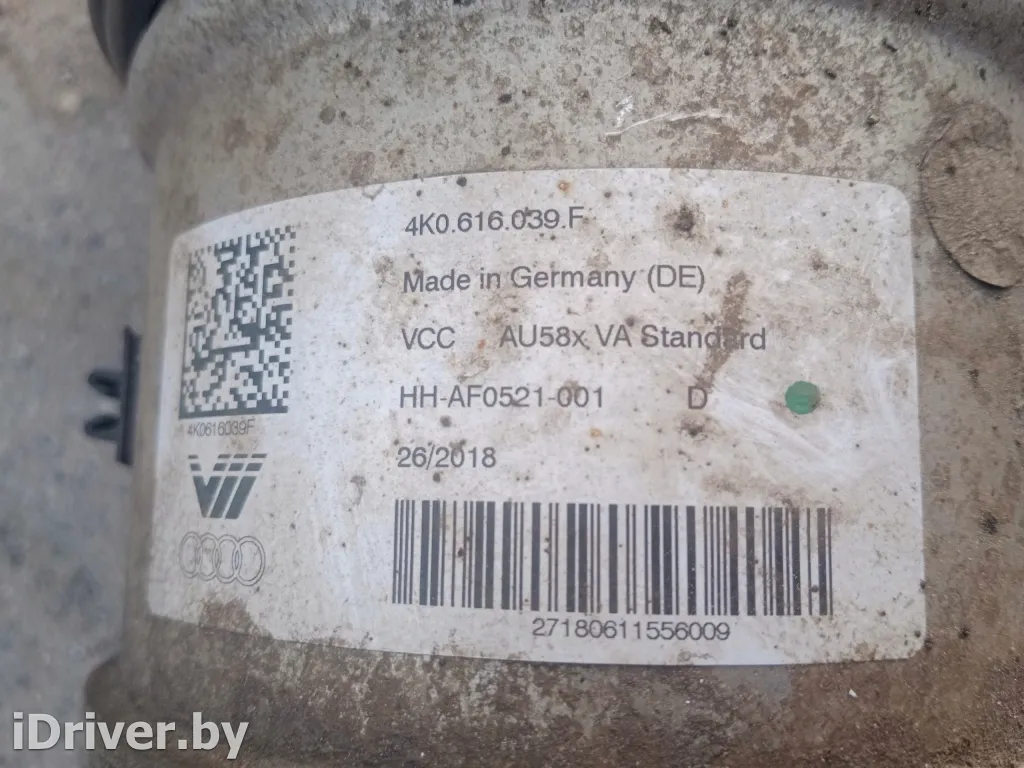 4K0.616.039.F
Made in Germany (DE)
VCC AU58x VA Standard
HH-AF0521-001 D
26/2018
4K0616039F
27180611556009
iDriver.by